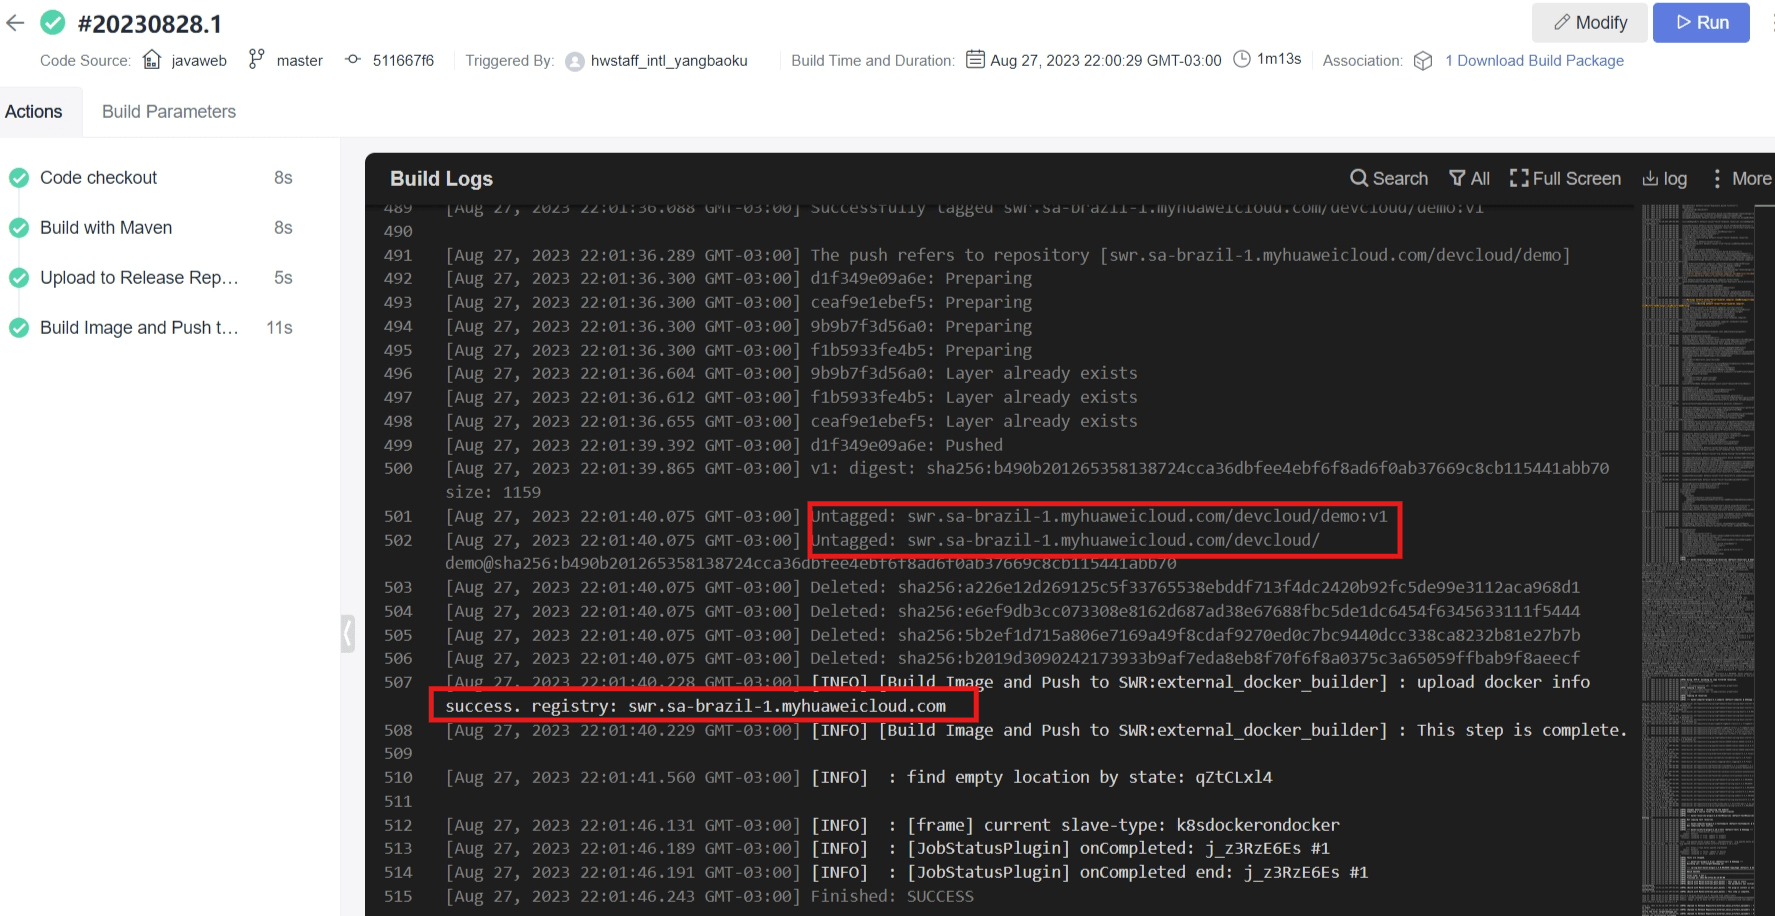 #20230828.1
Modify
Run
Code Source: javaweb master 511667f6 Triggered By: hwstaff_intl_yangbaoku Build Time and Duration: Aug 27, 2023 22:00:29 GMT-03:00 1m13s Association: 1 Download Build Package
Actions Build Parameters
Code checkout 8s
Build with Maven 8s
Upload to Release Rep... 5s
Build Image and Push t... 11s
Build Logs
Search All Full Screen log More
489 [Aug 27, 2023 22:01:36.088 GMT-03:00] Successfully tagged swr.sa-brazil-1.myhuaweicloud.com/devcloud/demo:v1
490
491 [Aug 27, 2023 22:01:36.289 GMT-03:00] The push refers to repository [swr.sa-brazil-1.myhuaweicloud.com/devcloud/demo]
492 [Aug 27, 2023 22:01:36.300 GMT-03:00] d1f349e09a6e: Preparing
493 [Aug 27, 2023 22:01:36.300 GMT-03:00] ceaf9e1ebef5: Preparing
494 [Aug 27, 2023 22:01:36.300 GMT-03:00] 9b9b7f3d56a0: Preparing
495 [Aug 27, 2023 22:01:36.300 GMT-03:00] f1b5933fe4b5: Preparing
496 [Aug 27, 2023 22:01:36.604 GMT-03:00] 9b9b7f3d56a0: Layer already exists
497 [Aug 27, 2023 22:01:36.612 GMT-03:00] f1b5933fe4b5: Layer already exists
498 [Aug 27, 2023 22:01:36.655 GMT-03:00] ceaf9e1ebef5: Layer already exists
499 [Aug 27, 2023 22:01:39.392 GMT-03:00] d1f349e09a6e: Pushed
500 [Aug 27, 2023 22:01:39.865 GMT-03:00] v1: digest: sha256:b490b201265358138724cca36dbfee4ebf6f8ad6f0ab37669c8cb115441abb70
size: 1159
501 [Aug 27, 2023 22:01:40.075 GMT-03:00] Untagged: swr.sa-brazil-1.myhuaweicloud.com/devcloud/demo:v1
502 [Aug 27, 2023 22:01:40.075 GMT-03:00] Untagged: swr.sa-brazil-1.myhuaweicloud.com/devcloud/
demo@sha256:b490b201265358138724cca36dbfee4ebf6f8ad6f0ab37669c8cb115441abb70
503 [Aug 27, 2023 22:01:40.075 GMT-03:00] Deleted: sha256:a226e12d269125c5f33765538ebddf713f4dc2420b92fc5de99e3112aca968d1
504 [Aug 27, 2023 22:01:40.075 GMT-03:00] Deleted: sha256:e6ef9db3cc073308e8162d687ad38e67688fbc5de1dc6454f6345633111f5444
505 [Aug 27, 2023 22:01:40.075 GMT-03:00] Deleted: sha256:5b2ef1d715a806e7169a49f8cdaf9270ed0c7bc9440dcc338ca8232b81e27b7b
506 [Aug 27, 2023 22:01:40.075 GMT-03:00] Deleted: sha256:b2019d3090242173933b9af7eda8eb8f70f6f8a0375c3a65059ffbab9f8aeecf
507 [Aug 27, 2023 22:01:40.228 GMT-03:00] [INFO] [Build Image and Push to SWR:external_docker_builder] : upload docker info
success. registry: swr.sa-brazil-1.myhuaweicloud.com
508 [Aug 27, 2023 22:01:40.229 GMT-03:00] [INFO] [Build Image and Push to SWR:external_docker_builder] : This step is complete.
509
510 [Aug 27, 2023 22:01:41.560 GMT-03:00] [INFO] : find empty location by state: qZtCLxl4
511
512 [Aug 27, 2023 22:01:46.131 GMT-03:00] [INFO] : [frame] current slave-type: k8sdockerondocker
513 [Aug 27, 2023 22:01:46.189 GMT-03:00] [INFO] : [JobStatusPlugin] onCompleted: j_z3RzE6Es #1
514 [Aug 27, 2023 22:01:46.191 GMT-03:00] [INFO] : [JobStatusPlugin] onCompleted end: j_z3RzE6Es #1
515 [Aug 27, 2023 22:01:46.243 GMT-03:00] Finished: SUCCESS